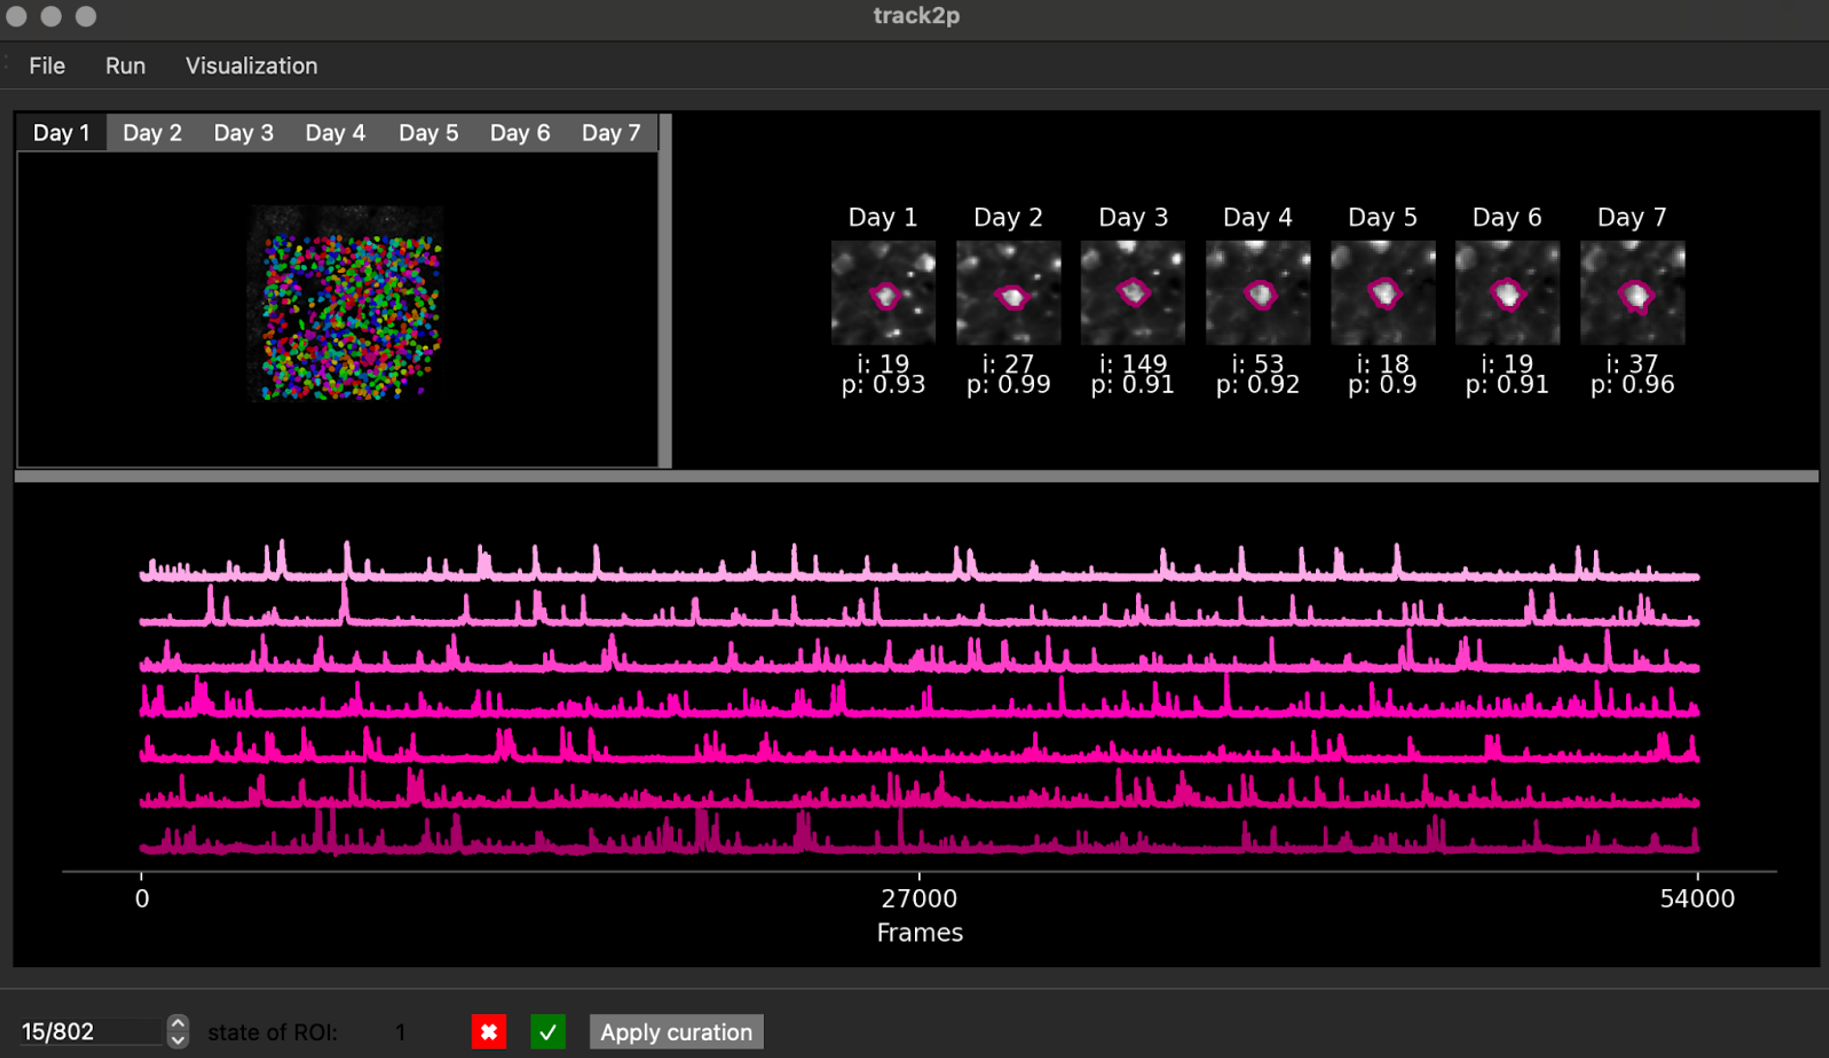 track2p
File Run Visualization
Day 1 Day 2 Day 3 Day 4 Day 5 Day 6 Day 7
Day 1 Day 2 Day 3 Day 4 Day 5 Day 6 Day 7
i: 19 i: 27 i: 149 i: 53 i: 18 i: 19 i: 37
p: 0.93 p: 0.99 p: 0.91 p: 0.92 p: 0.9 p: 0.91 p: 0.96
0 27000 54000
Frames
15/802 state of ROI: 1 Apply curation